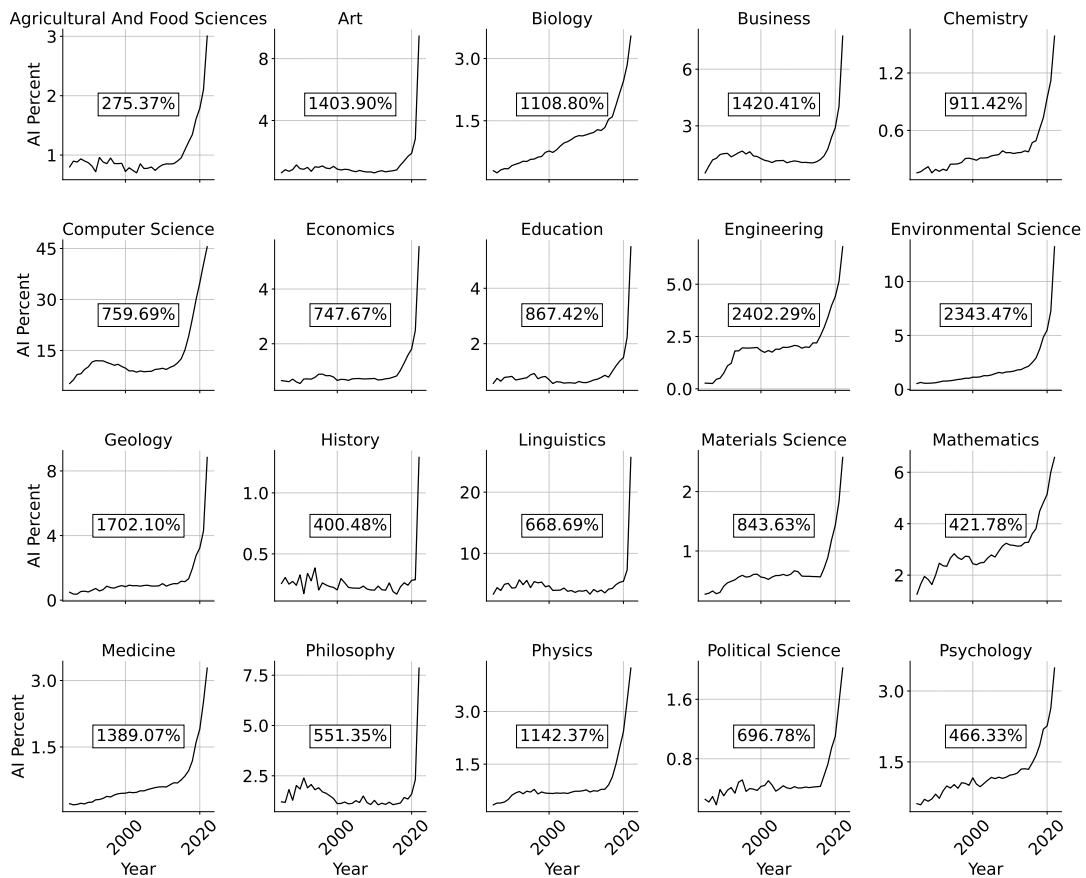 Agricultural And Food Sciences
AI Percent
3
2
1
275.37%
Art
8
4
1403.90%
Biology
3.0
1.5
1108.80%
Business
6
3
1420.41%
Chemistry
1.2
0.6
911.42%
Computer Science
AI Percent
45
30
15
759.69%
Economics
4
2
747.67%
Education
4
2
867.42%
Engineering
5.0
2.5
0.0
2402.29%
Environmental Science
10
5
0
2343.47%
Geology
AI Percent
8
4
0
1702.10%
History
1.0
0.5
400.48%
Linguistics
20
10
668.69%
Materials Science
2
1
843.63%
Mathematics
6
4
2
421.78%
Medicine
AI Percent
3.0
1.5
1389.07%
2000
2020
Year
Philosophy
7.5
5.0
2.5
551.35%
2000
2020
Year
Physics
3.0
1.5
1142.37%
2000
2020
Year
Political Science
1.6
0.8
696.78%
2000
2020
Year
Psychology
3.0
1.5
466.33%
2000
2020
Year